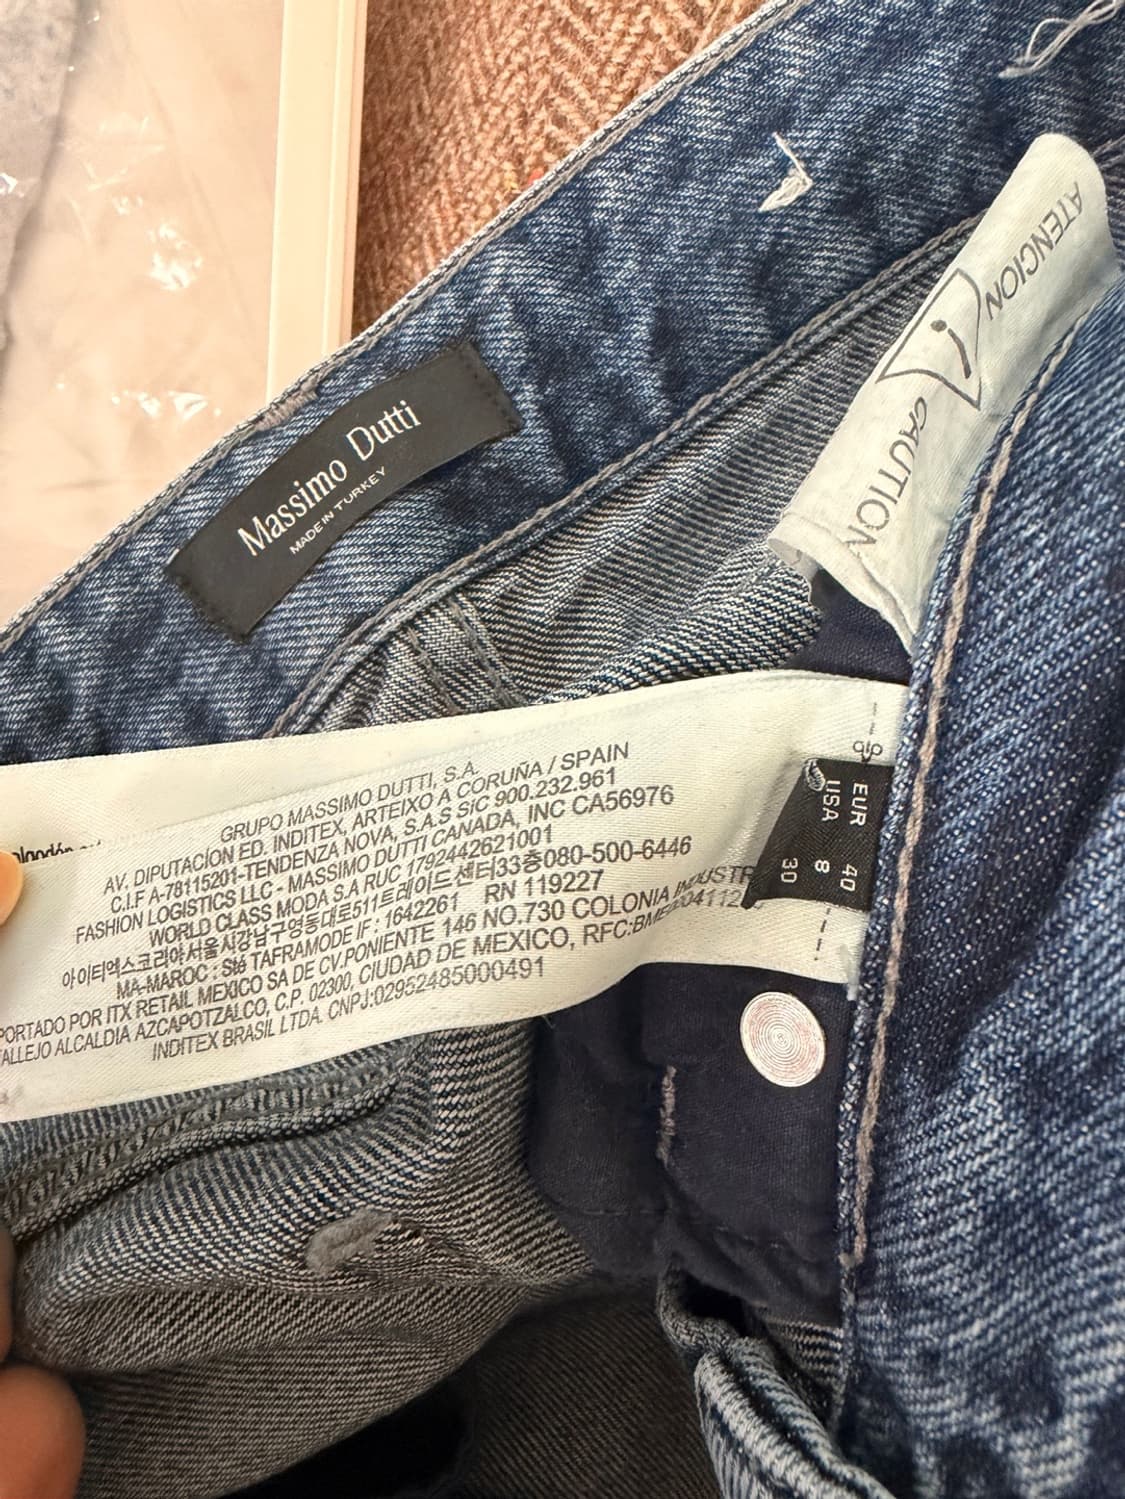 Massimo Dutti
MADE IN TURKEY
ATENCION
CAUTION
GRUPO MASSIMO DUTTI, S.A.
AV. DIPUTACIÓN ED. INDITEX, ARTEIXO A CORUÑA / SPAIN
C.I.F A-78115201-TENDENZA NOVA, S.A.S SIC 900.232.961
FASHION LOGISTICS LLC - MASSIMO DUTTI CANADA, INC CA56976
WORLD CLASS MODA S.A RUC 1792442621001
아이티엑스코리아서울시강남구영동대로511트레이드센터33층080-500-6446
MA-MAROC : Sté TAFRAMODE IF : 1642261 RN 119227
PORTADO POR ITX RETAIL MEXICO SA DE CV.PONIENTE 146 NO.730 COLONIA INDUSTR
ALLEJO ALCALDIA AZCAPOTZALCO, C.P. 02300, CIUDAD DE MEXICO, RFC:BME
INDITEX BRASIL LTDA. CNPJ:02952485000491
EUR 40
USA 8
30